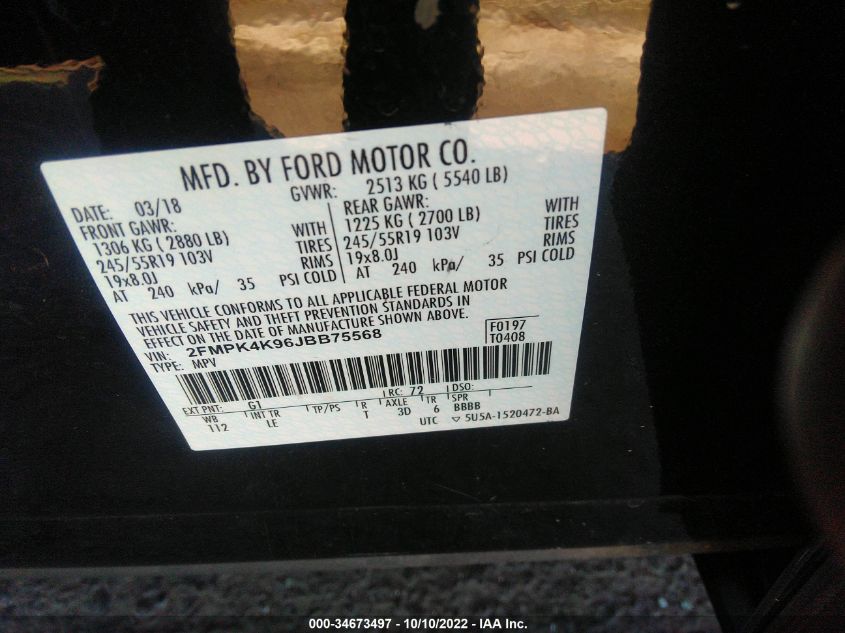 MFD. BY FORD MOTOR CO.
DATE: 03/18 GVWR: 2513 KG ( 5540 LB)
FRONT GAWR: REAR GAWR:
1306 KG ( 2880 LB) WITH 1225 KG ( 2700 LB) WITH
245/55R19 103V TIRES 245/55R19 103V TIRES
19x8.0J RIMS 19x8.0J RIMS
AT 240 kPa/ 35 PSI COLD AT 240 kPa/ 35 PSI COLD
THIS VEHICLE CONFORMS TO ALL APPLICABLE FEDERAL MOTOR
VEHICLE SAFETY AND THEFT PREVENTION STANDARDS IN
EFFECT ON THE DATE OF MANUFACTURE SHOWN ABOVE.
VIN: 2FMPK4K96JBB75568 F0197
TYPE: MPV T0408
EXT PNT: G1 RC: 72 DSO:
WB INT TR TP/PS R AXLE TR SPR
112 LE T 3D 6 BBBB
UTC ▽ 5U5A-1520472-BA
000-34673497 - 10/10/2022 - IAA Inc.